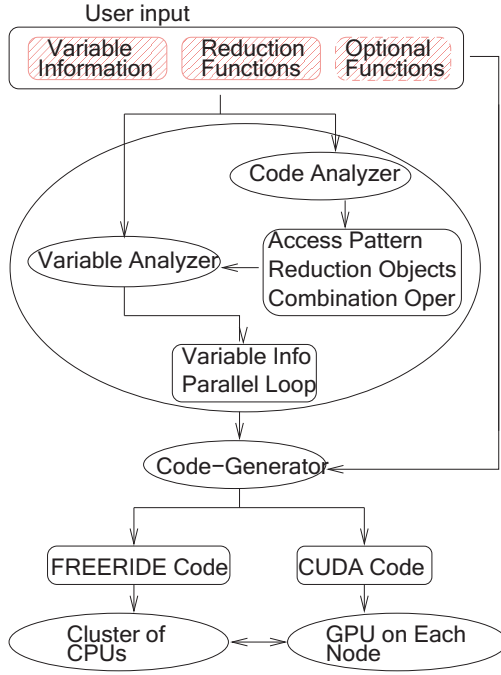 User input
Variable
Information
Reduction
Functions
Optional
Functions
Code Analyzer
Access Pattern
Reduction Objects
Combination Oper
Variable Analyzer
Variable Info
Parallel Loop
Code-Generator
FREERIDE Code
CUDA Code
Cluster of
CPUs
GPU on Each
Node